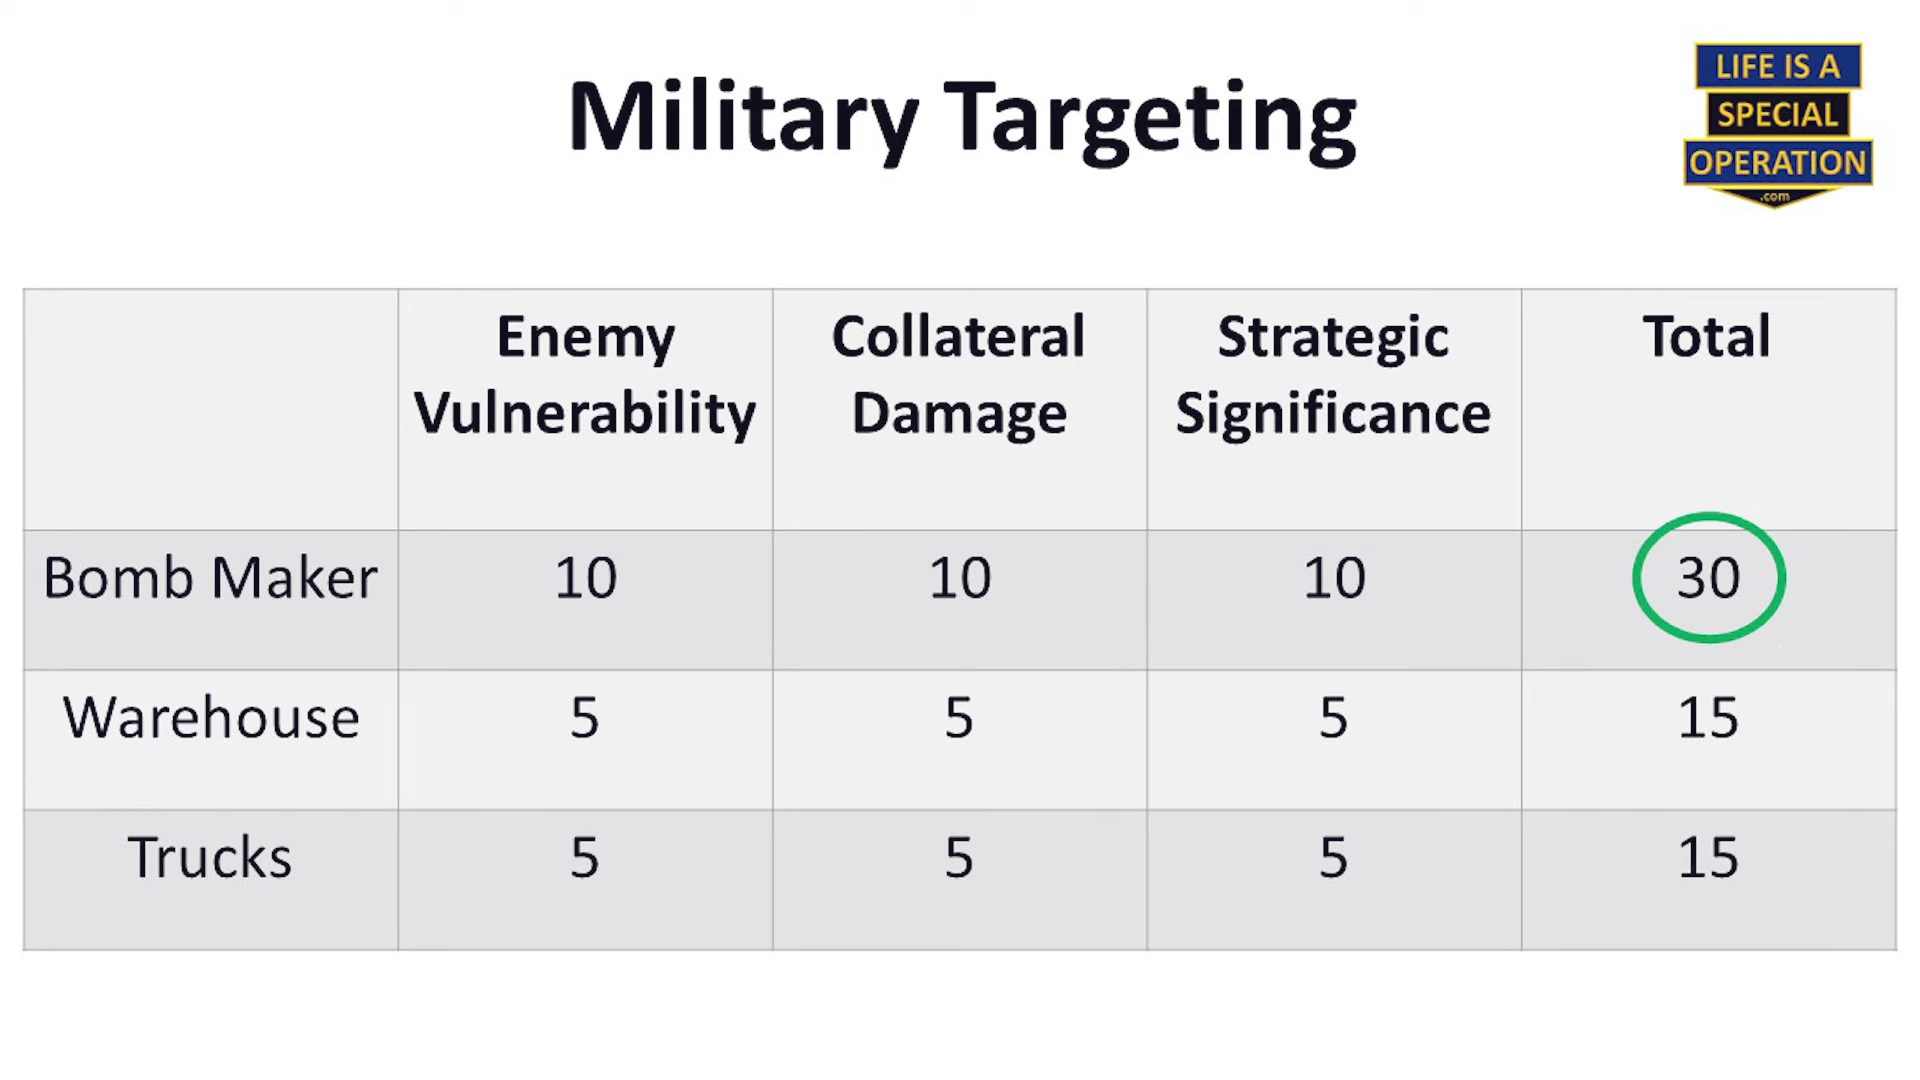 Military Targeting
LIFE IS A
SPECIAL
OPERATION
.com
Enemy Vulnerability Collateral Damage Strategic Significance Total
Bomb Maker 10 10 10 30
Warehouse 5 5 5 15
Trucks 5 5 5 15